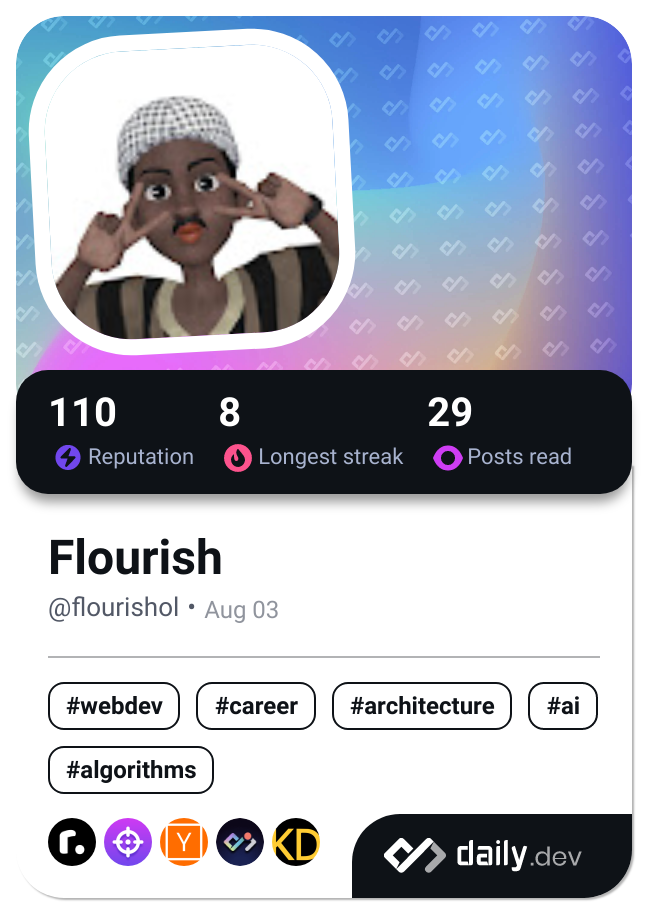 110 8 29
Reputation Longest streak Posts read
Flourish
@flourishol • Aug 03
#webdev #career #architecture #ai
#algorithms
r. Y KD
daily.dev